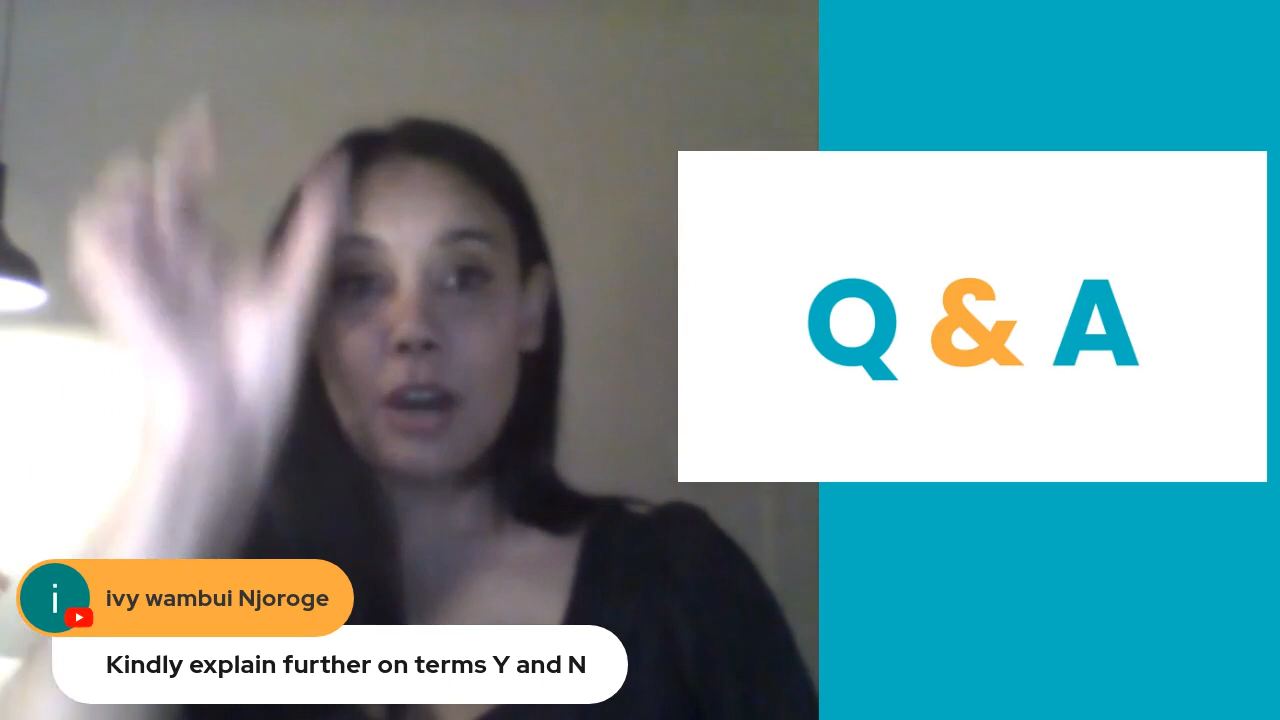 Q & A
i
ivy wambui Njoroge
Kindly explain further on terms Y and N